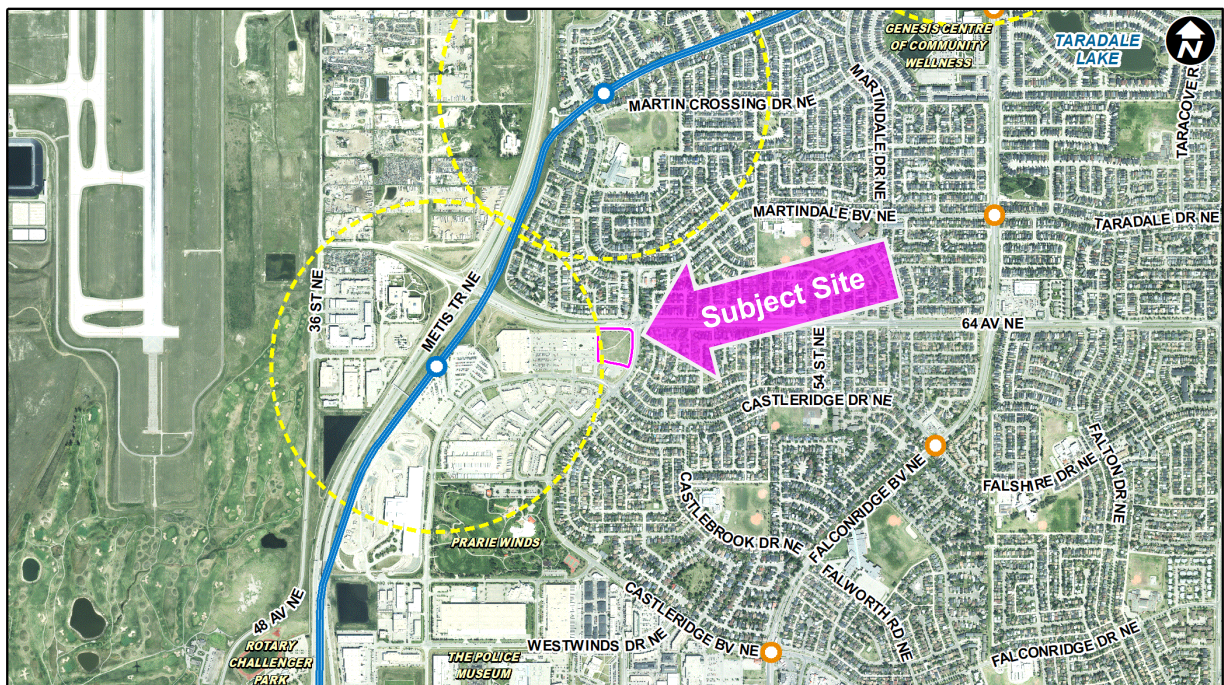 GENESIS CENTRE
OF COMMUNITY
WELLNESS
TARADALE
LAKE
N
MARTIN CROSSING DR NE
MARTINDALE DR NE
TARACOVE R
MARTINDALE BV NE
TARADALE DR NE
36 ST NE
METIS TR NE
Subject Site
64 AV NE
54 ST NE
CASTLERIDGE DR NE
FALCONRIDGE BV NE
FALSHIRE DR NE
FALTON DR NE
CASTLEBROOK DR NE
PRARIE WINDS
FALWORTH RD NE
CASTLERIDGE BV NE
48 AV NE
WESTWINDS DR NE
FALCONRIDGE DR NE
ROTARY
CHALLENGER
PARK
THE POLICE
MUSEUM